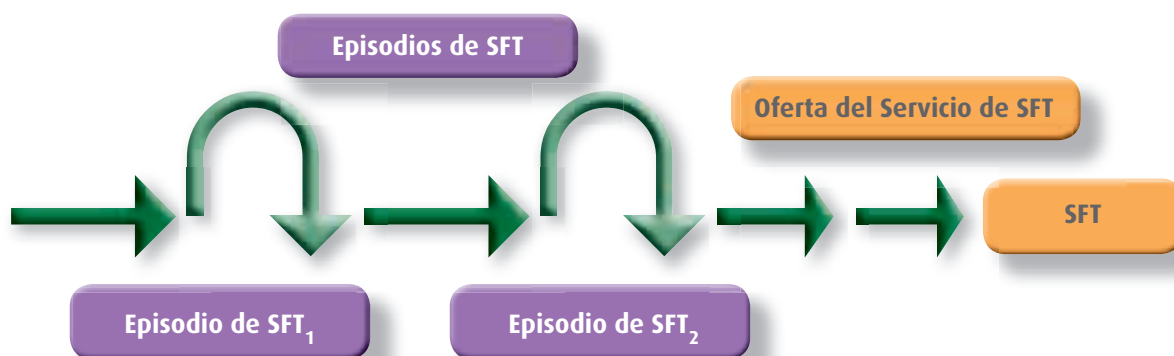 Episodios de SFT
Oferta del Servicio de SFT
SFT
Episodio de SFT₁
Episodio de SFT₂